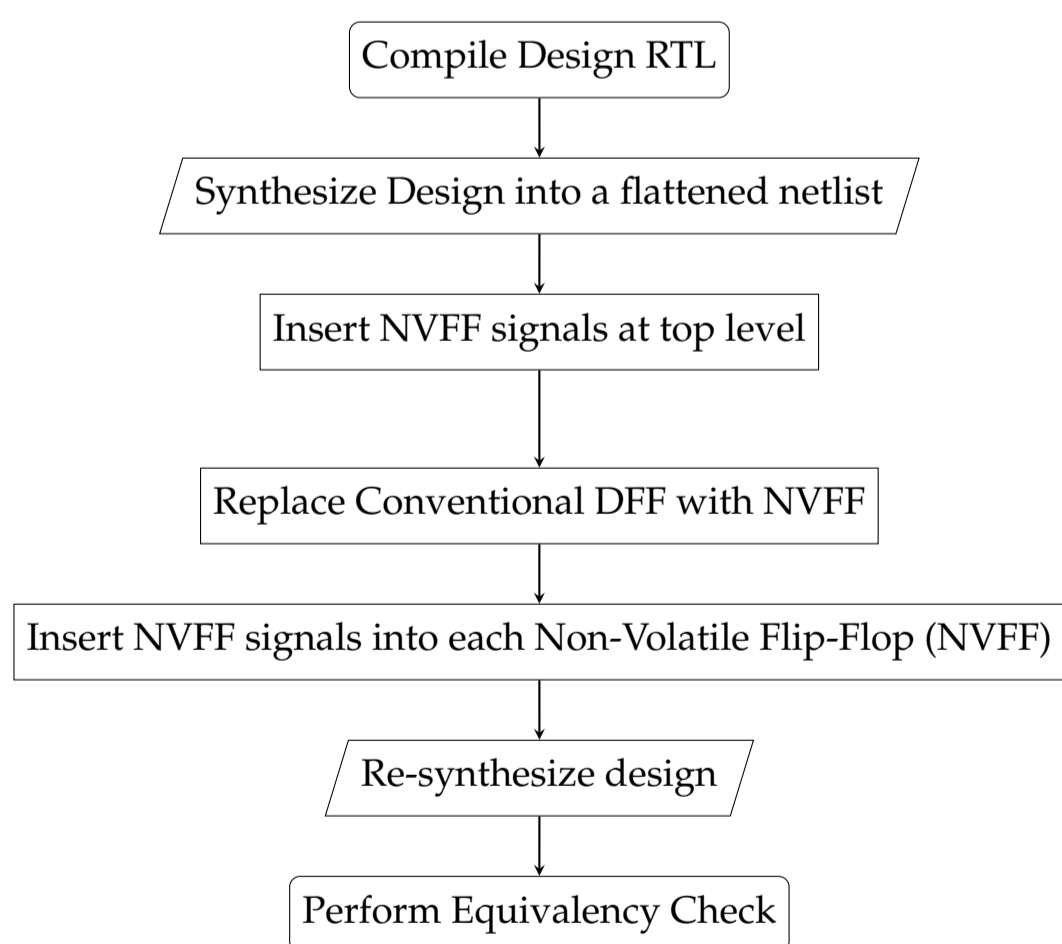 Compile Design RTL
Synthesize Design into a flattened netlist
Insert NVFF signals at top level
Replace Conventional DFF with NVFF
Insert NVFF signals into each Non-Volatile Flip-Flop (NVFF)
Re-synthesize design
Perform Equivalency Check